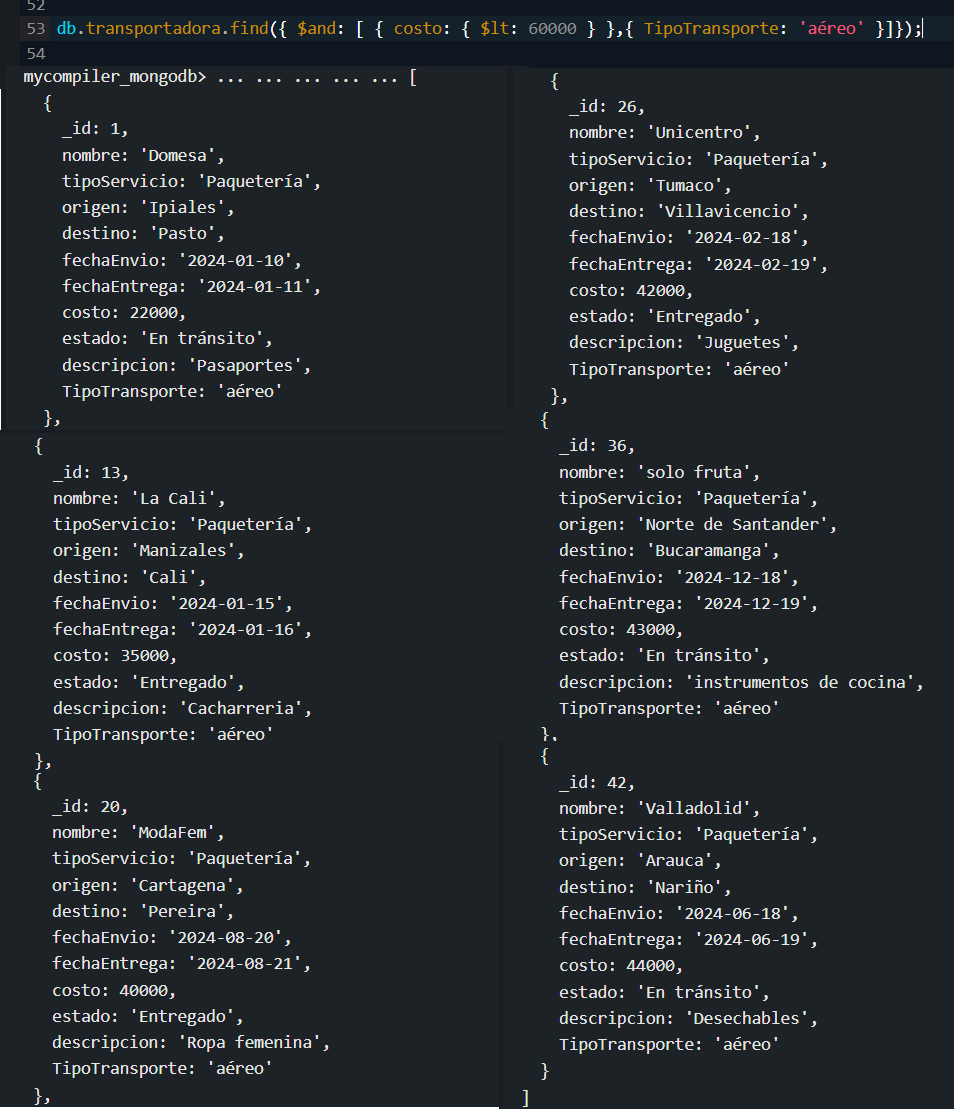 52
53 db.transportadora.find({ $and: [ { costo: { $lt: 60000 } },{ TipoTransporte: 'aéreo' }]});
54
mycompiler_mongodb> ... ... ... ... ... [
{
_id: 1,
nombre: 'Domesa',
tipoServicio: 'Paquetería',
origen: 'Ipiales',
destino: 'Pasto',
fechaEnvio: '2024-01-10',
fechaEntrega: '2024-01-11',
costo: 22000,
estado: 'En tránsito',
descripcion: 'Pasaportes',
TipoTransporte: 'aéreo'
},
{
_id: 13,
nombre: 'La Cali',
tipoServicio: 'Paquetería',
origen: 'Manizales',
destino: 'Cali',
fechaEnvio: '2024-01-15',
fechaEntrega: '2024-01-16',
costo: 35000,
estado: 'Entregado',
descripcion: 'Cacharreria',
TipoTransporte: 'aéreo'
},
{
_id: 20,
nombre: 'ModaFem',
tipoServicio: 'Paquetería',
origen: 'Cartagena',
destino: 'Pereira',
fechaEnvio: '2024-08-20',
fechaEntrega: '2024-08-21',
costo: 40000,
estado: 'Entregado',
descripcion: 'Ropa femenina',
TipoTransporte: 'aéreo'
},
{
_id: 26,
nombre: 'Unicentro',
tipoServicio: 'Paquetería',
origen: 'Tumaco',
destino: 'Villavicencio',
fechaEnvio: '2024-02-18',
fechaEntrega: '2024-02-19',
costo: 42000,
estado: 'Entregado',
descripcion: 'Juguetes',
TipoTransporte: 'aéreo'
},
{
_id: 36,
nombre: 'solo fruta',
tipoServicio: 'Paquetería',
origen: 'Norte de Santander',
destino: 'Bucaramanga',
fechaEnvio: '2024-12-18',
fechaEntrega: '2024-12-19',
costo: 43000,
estado: 'En tránsito',
descripcion: 'instrumentos de cocina',
TipoTransporte: 'aéreo'
},
{
_id: 42,
nombre: 'Valladolid',
tipoServicio: 'Paquetería',
origen: 'Arauca',
destino: 'Nariño',
fechaEnvio: '2024-06-18',
fechaEntrega: '2024-06-19',
costo: 44000,
estado: 'En tránsito',
descripcion: 'Desechables',
TipoTransporte: 'aéreo'
}
]